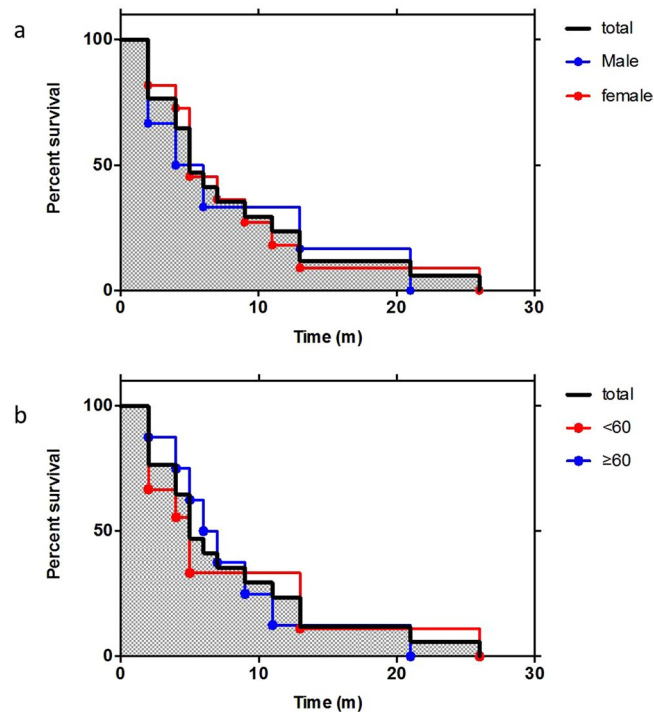 a
total
Male
female
100
50
0
Percent survival
0 10 20 30
Time (m)
b
total
<60
≥60
100
50
0
Percent survival
0 10 20 30
Time (m)